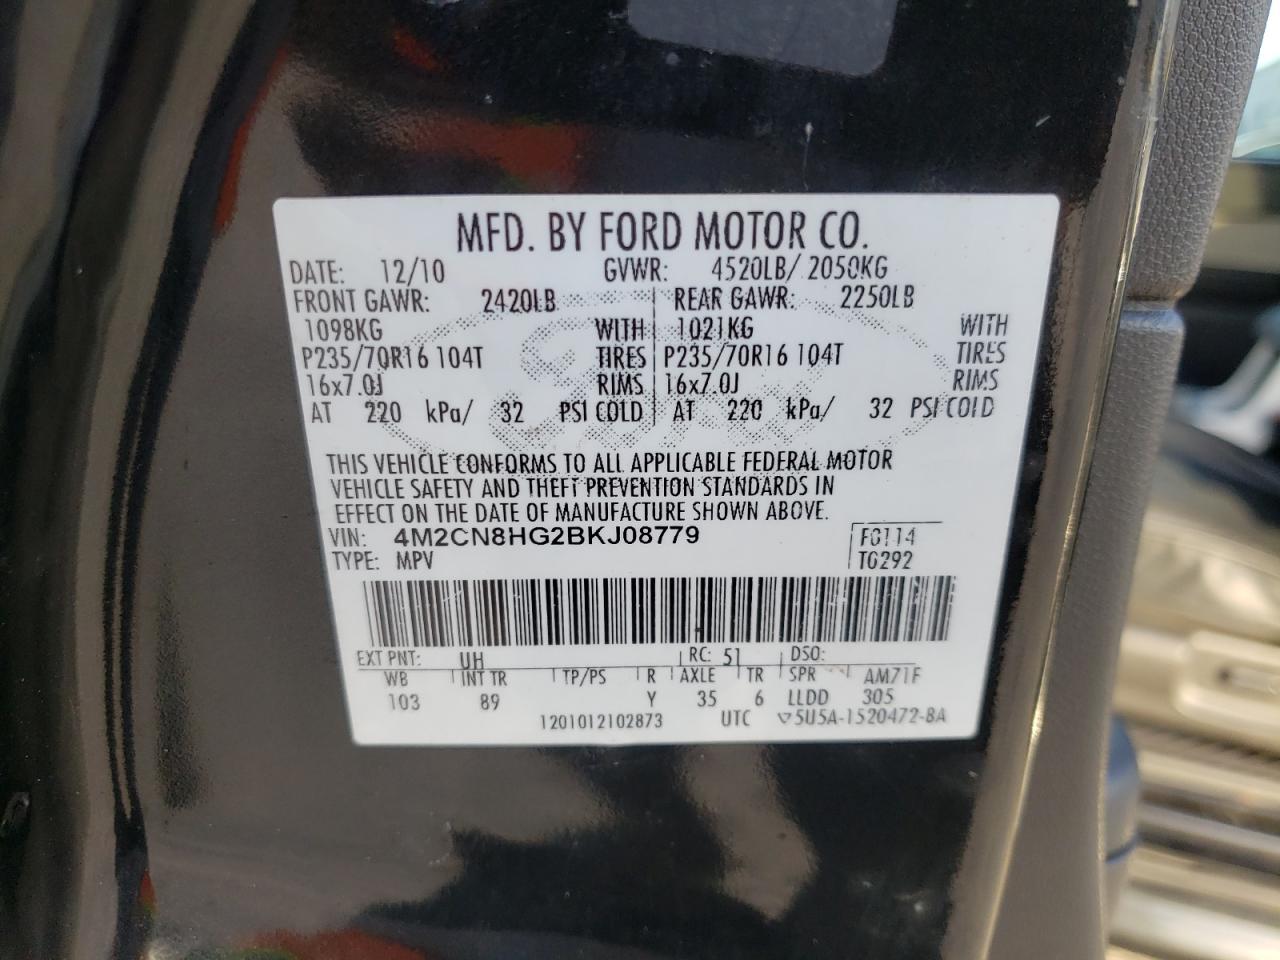 MFD. BY FORD MOTOR CO.
DATE: 12/10 GVWR: 4520LB/ 2050KG
FRONT GAWR: 2420LB REAR GAWR: 2250LB
1098KG WITH 1021KG WITH
P235/70R16 104T TIRES P235/70R16 104T TIRES
16x7.0J RIMS 16x7.0J RIMS
AT 220 kPa/ 32 PSI COLD AT 220 kPa/ 32 PSI COLD
THIS VEHICLE CONFORMS TO ALL APPLICABLE FEDERAL MOTOR
VEHICLE SAFETY AND THEFT PREVENTION STANDARDS IN
EFFECT ON THE DATE OF MANUFACTURE SHOWN ABOVE.
VIN: 4M2CN8HG2BKJ08779 F0114
TYPE: MPV T0292
EXT PNT: UH RC: 51 DSO:
WB INT TR TP/PS R AXLE TR SPR AM71F
103 89 Y 35 6 LLDD 305
1201012102873 UTC ▽5U5A-1520472-BA